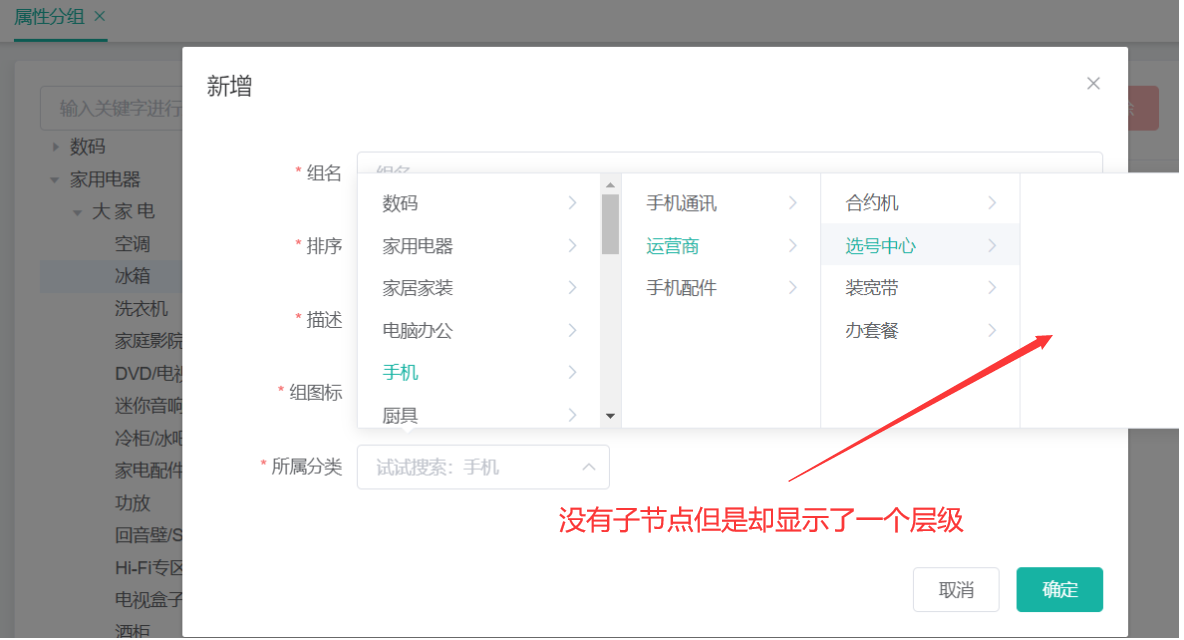 属性分组 ×
新增
输入关键字进行
数码
家用电器
大家电
空调
冰箱
洗衣机
家庭影院
DVD/电视
迷你音响
冷柜/冰吧
家电配件
功放
回音壁/S
Hi-Fi专区
电视盒子
酒柜
* 组名
组名
* 排序
* 描述
* 组图标
* 所属分类
试试搜索：手机
数码
家用电器
家居家装
电脑办公
手机
厨具
手机通讯
运营商
手机配件
合约机
选号中心
装宽带
办套餐
没有子节点但是却显示了一个层级
取消
确定